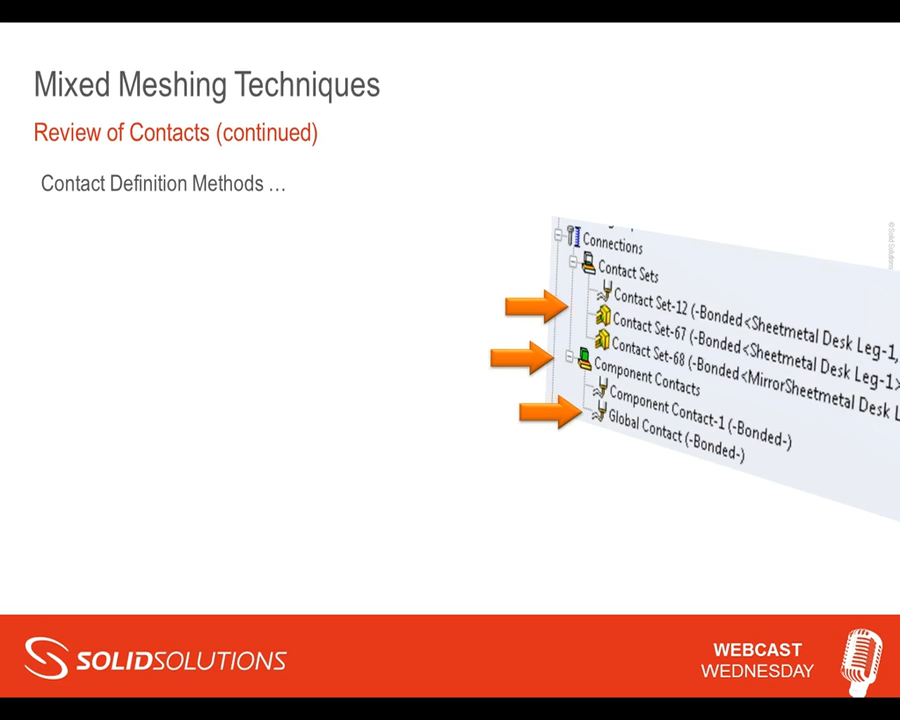 Mixed Meshing Techniques
Review of Contacts (continued)
Contact Definition Methods …
© Solid Solutions
Connections
Contact Sets
Contact Set-12 (-Bonded<Sheetmetal Desk Leg-1,
Contact Set-67 (-Bonded<Sheetmetal Desk Leg-1>
Contact Set-68 (-Bonded<MirrorSheetmetal Desk L
Component Contacts
Component Contact-1 (-Bonded-)
Global Contact (-Bonded-)
SOLIDSOLUTIONS
WEBCAST
WEDNESDAY